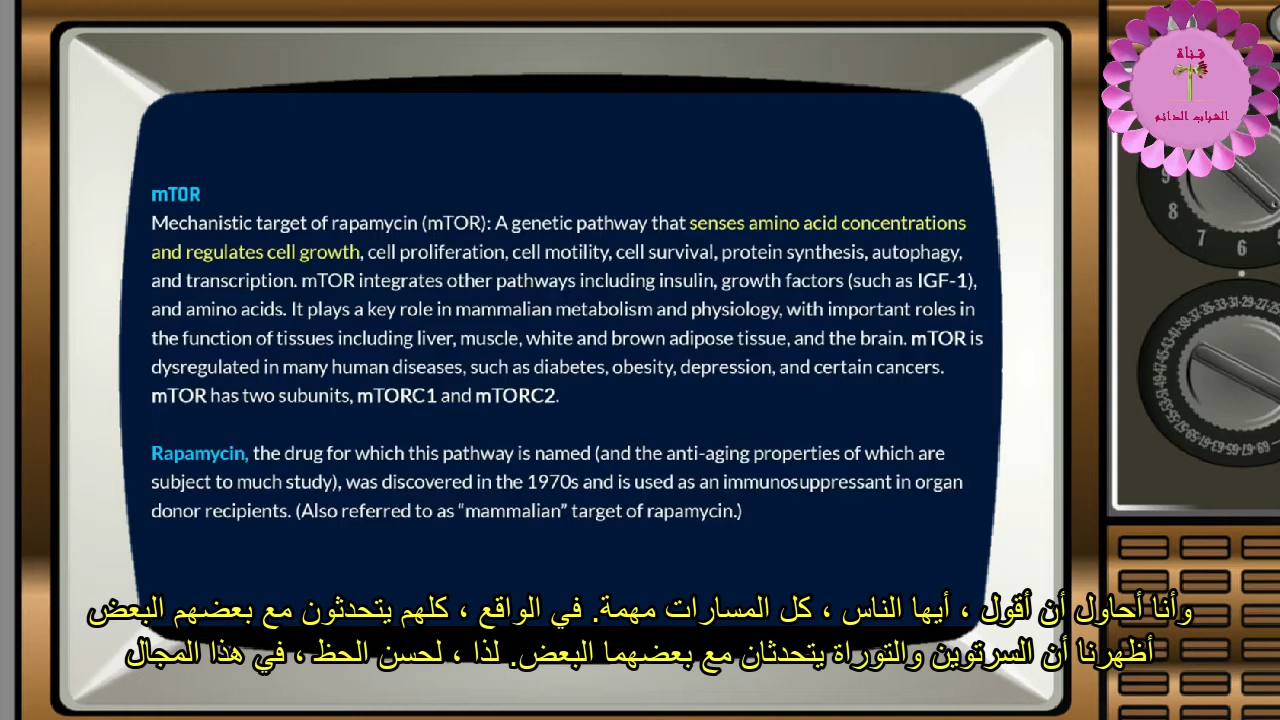 قناة
الشباب الدائم
mTOR
Mechanistic target of rapamycin (mTOR): A genetic pathway that senses amino acid concentrations
and regulates cell growth, cell proliferation, cell motility, cell survival, protein synthesis, autophagy,
and transcription. mTOR integrates other pathways including insulin, growth factors (such as IGF-1),
and amino acids. It plays a key role in mammalian metabolism and physiology, with important roles in
the function of tissues including liver, muscle, white and brown adipose tissue, and the brain. mTOR is
dysregulated in many human diseases, such as diabetes, obesity, depression, and certain cancers.
mTOR has two subunits, mTORC1 and mTORC2.
Rapamycin, the drug for which this pathway is named (and the anti-aging properties of which are
subject to much study), was discovered in the 1970s and is used as an immunosuppressant in organ
donor recipients. (Also referred to as “mammalian” target of rapamycin.)
8
7
6
وأنا أحاول أن أقول ، أيها الناس ، كل المسارات مهمة. في الواقع ، كلهم يتحدثون مع بعضهم البعض
أظهرنا أن السرتوين والتوراة يتحدثان مع بعضهما البعض. لذا ، لحسن الحظ ، في هذا المجال